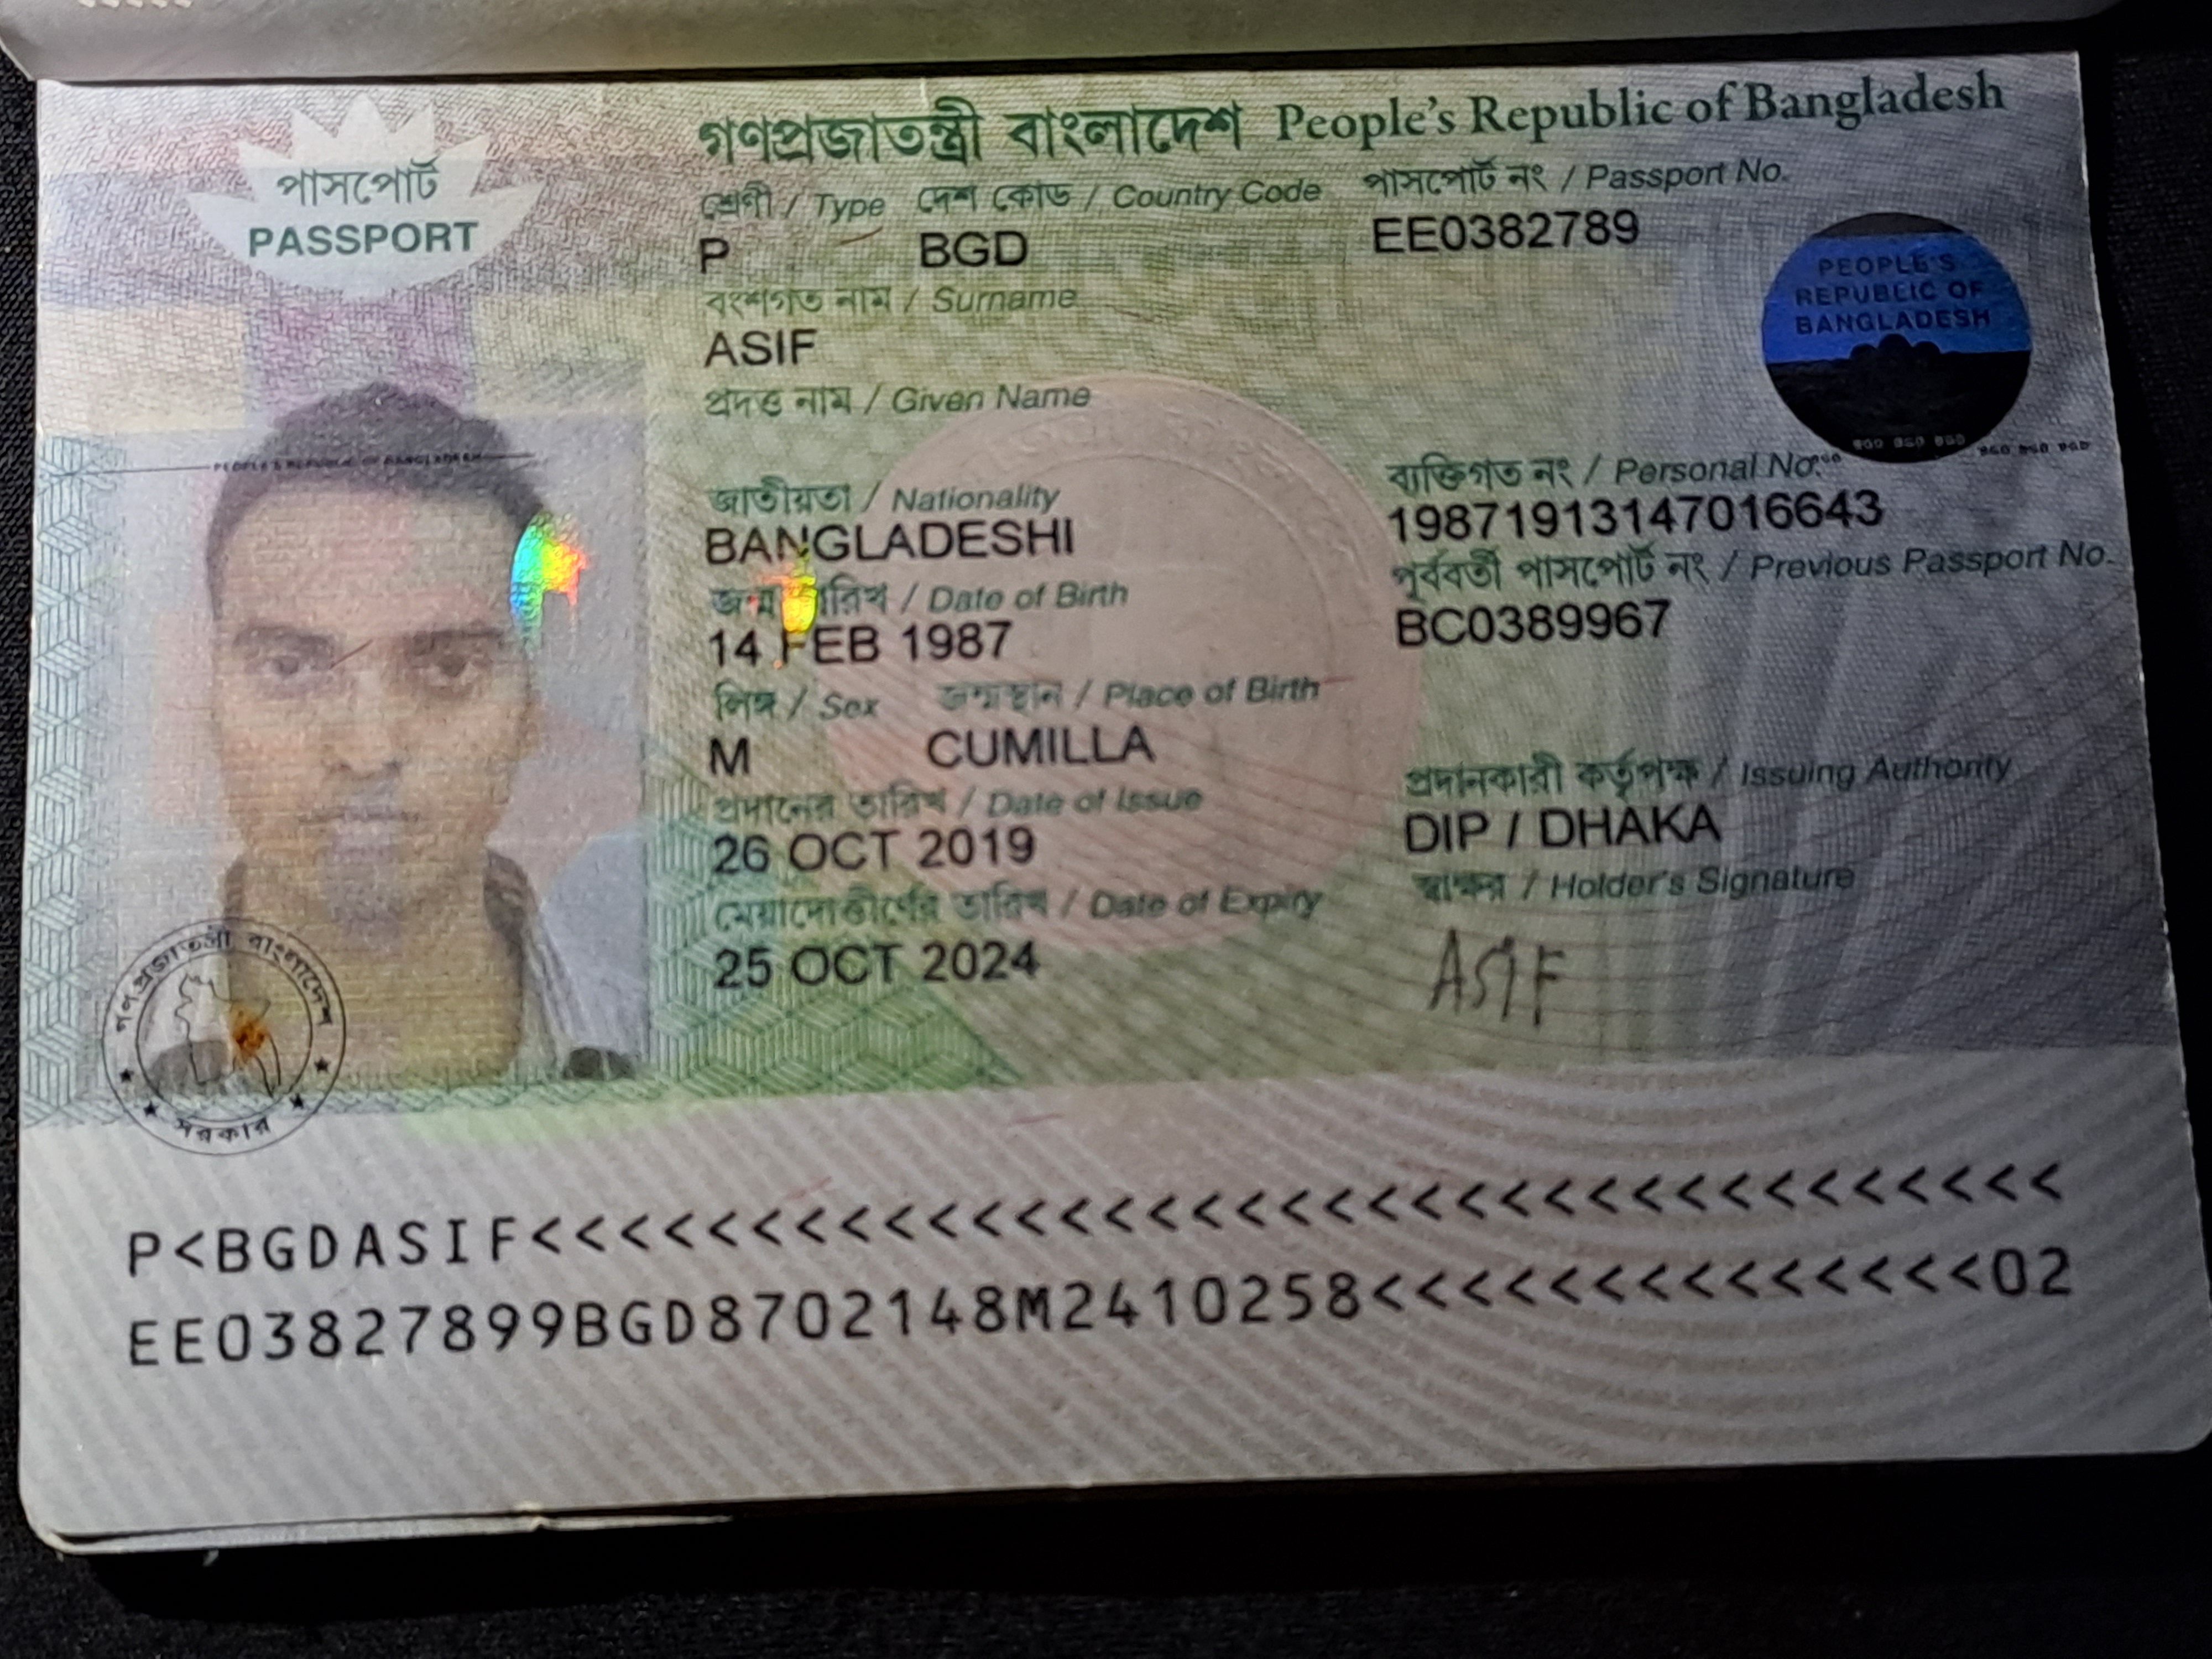 গণপ্রজাতন্ত্রী বাংলাদেশ People's Republic of Bangladesh
পাসপোর্ট
PASSPORT
শ্রেণী / Type দেশ কোড / Country Code পাসপোর্ট নং / Passport No.
P BGD EE0382789
বংশগত নাম / Surname
ASIF
প্রদত্ত নাম / Given Name
PEOPLE'S REPUBLIC OF BANGLADESH
জাতীয়তা / Nationality ব্যক্তিগত নং / Personal No.
BANGLADESHI 19871913147016643
জন্ম তারিখ / Date of Birth পূর্ববর্তী পাসপোর্ট নং / Previous Passport No.
14 FEB 1987 BC0389967
লিঙ্গ / Sex জন্মস্থান / Place of Birth
M CUMILLA
প্রদানের তারিখ / Date of Issue প্রদানকারী কর্তৃপক্ষ / Issuing Authority
26 OCT 2019 DIP / DHAKA
মেয়াদোত্তীর্ণের তারিখ / Date of Expiry স্বাক্ষর / Holder's Signature
25 OCT 2024 ASIF
গণপ্রজাতন্ত্রী বাংলাদেশ সরকার
P<BGDASIF<<<<<<<<<<<<<<<<<<<<<<<<<<<<<<<<<<<
EE03827899BGD8702148M2410258<<<<<<<<<<<<<<02